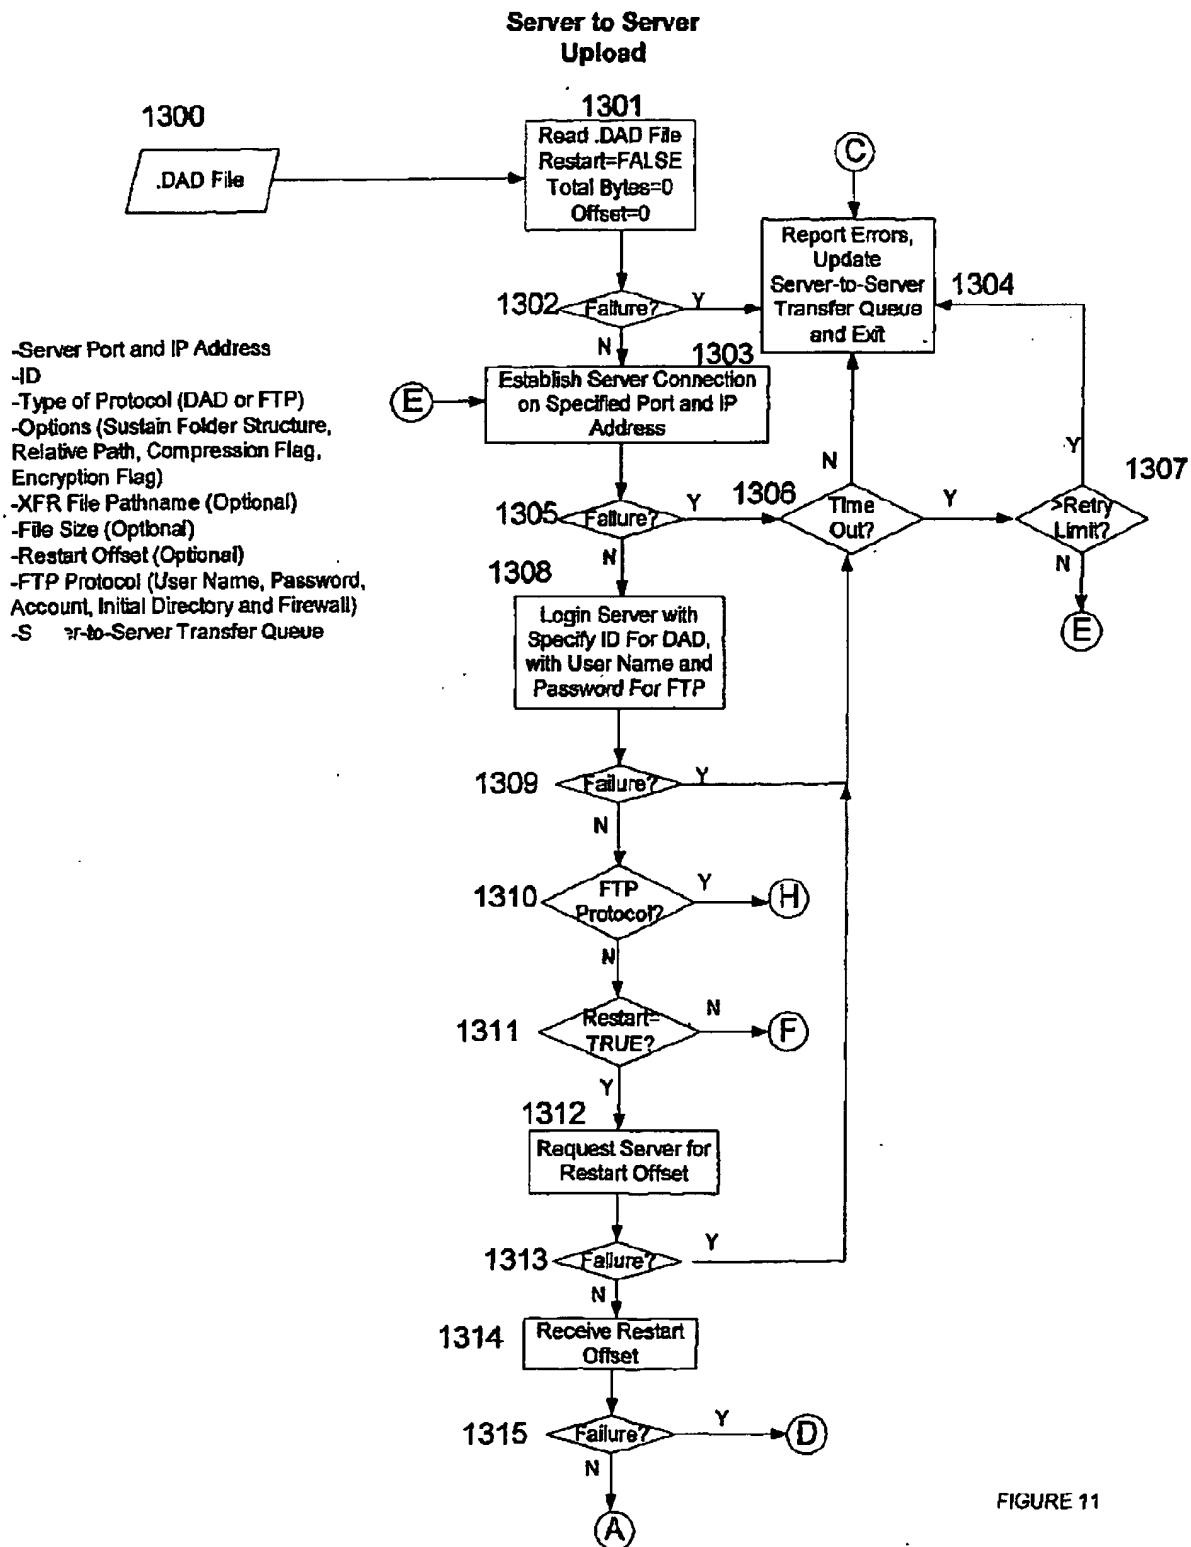 Server to Server
Upload
1300
.DAD File
1301
Read .DAD File
Restart=FALSE
Total Bytes=0
Offset=0
C
Report Errors,
Update
Server-to-Server
Transfer Queue
and Exit
1304
1302
Failure?
Y
N
1303
-Server Port and IP Address
-ID
-Type of Protocol (DAD or FTP)
-Options (Sustain Folder Structure,
Relative Path, Compression Flag,
Encryption Flag)
-XFR File Pathname (Optional)
-File Size (Optional)
-Restart Offset (Optional)
-FTP Protocol (User Name, Password,
Account, Initial Directory and Firewall)
-S er-to-Server Transfer Queue
E
Establish Server Connection
on Specified Port and IP
Address
1305
Failure?
Y
N
1306
Time
Out?
N
Y
1307
>Retry
Limit?
Y
N
E
1308
Login Server with
Specify ID For DAD,
with User Name and
Password For FTP
1309
Failure?
Y
N
1310
FTP
Protocol?
Y
H
N
1311
Restart=
TRUE?
N
F
Y
1312
Request Server for
Restart Offset
1313
Failure?
Y
N
1314
Receive Restart
Offset
1315
Failure?
Y
D
N
A
FIGURE 11